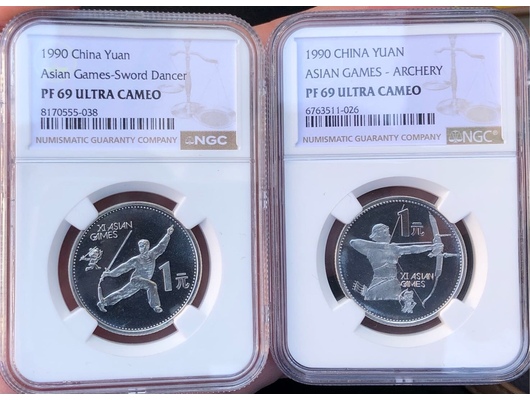 1990 China Yuan
Asian Games-Sword Dancer
PF 69 ULTRA CAMEO
8170555-038
NUMISMATIC GUARANTY COMPANY
NGC
XI ASIAN
GAMES
1元
1990 CHINA YUAN
ASIAN GAMES - ARCHERY
PF 69 ULTRA CAMEO
6763511-026
NUMISMATIC GUARANTY COMPANY
NGC
1元
XI ASIAN
GAMES